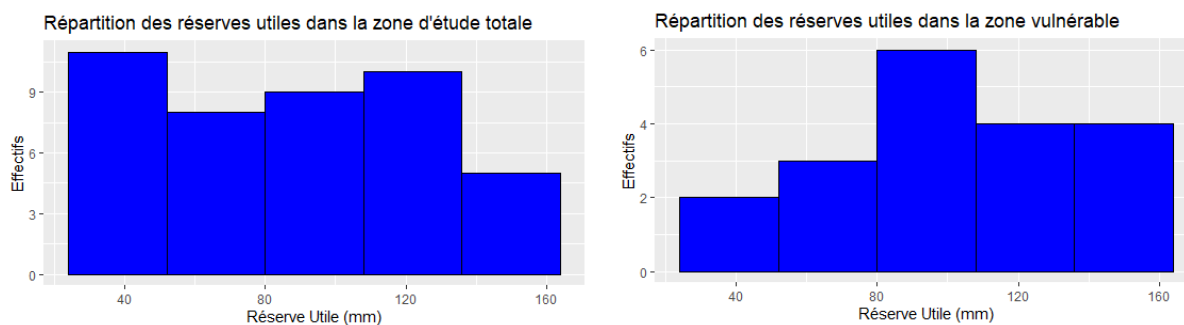 Répartition des réserves utiles dans la zone d'étude totale
Effectifs
9
6
3
0
40 80 120 160
Réserve Utile (mm)
Répartition des réserves utiles dans la zone vulnérable
Effectifs
6
4
2
0
40 80 120 160
Réserve Utile (mm)